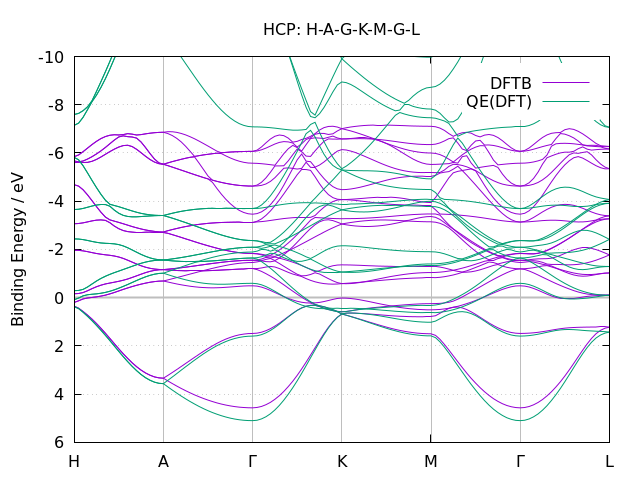 HCP: H-A-G-K-M-G-L
-10
DFTB
-8
QE(DFT)
-6
-4
-2
0
2
4
6
Binding Energy / eV
H A Γ K M Γ L